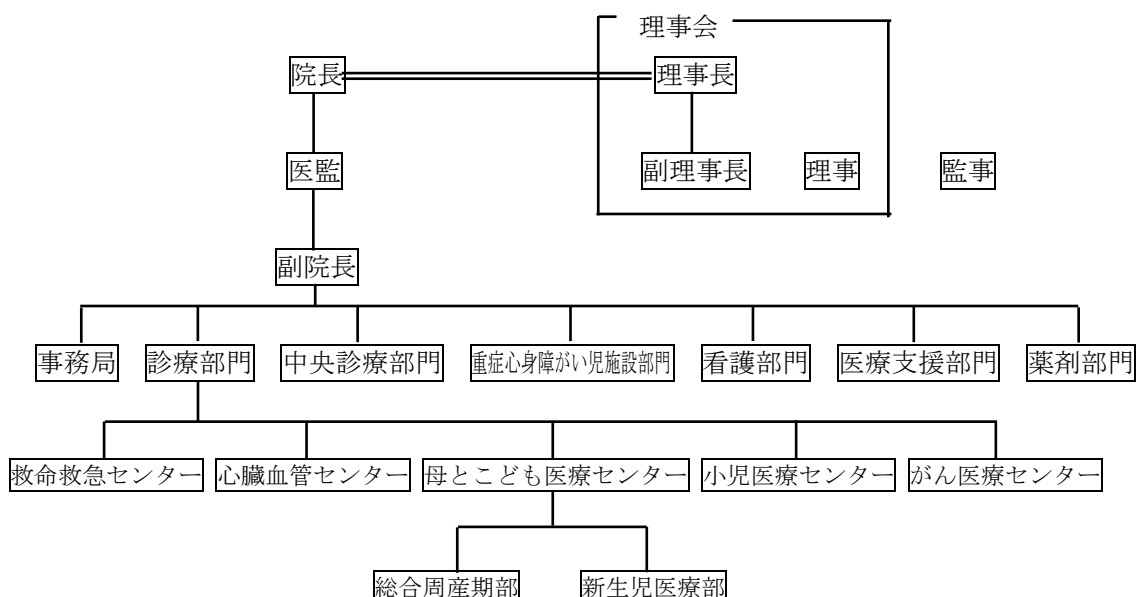 理事会
院長
理事長
医監
副理事長
理事
監事
副院長
事務局
診療部門
中央診療部門
重症心身障がい児施設部門
看護部門
医療支援部門
薬剤部門
救命救急センター
心臓血管センター
母とこども医療センター
小児医療センター
がん医療センター
総合周産期部
新生児医療部